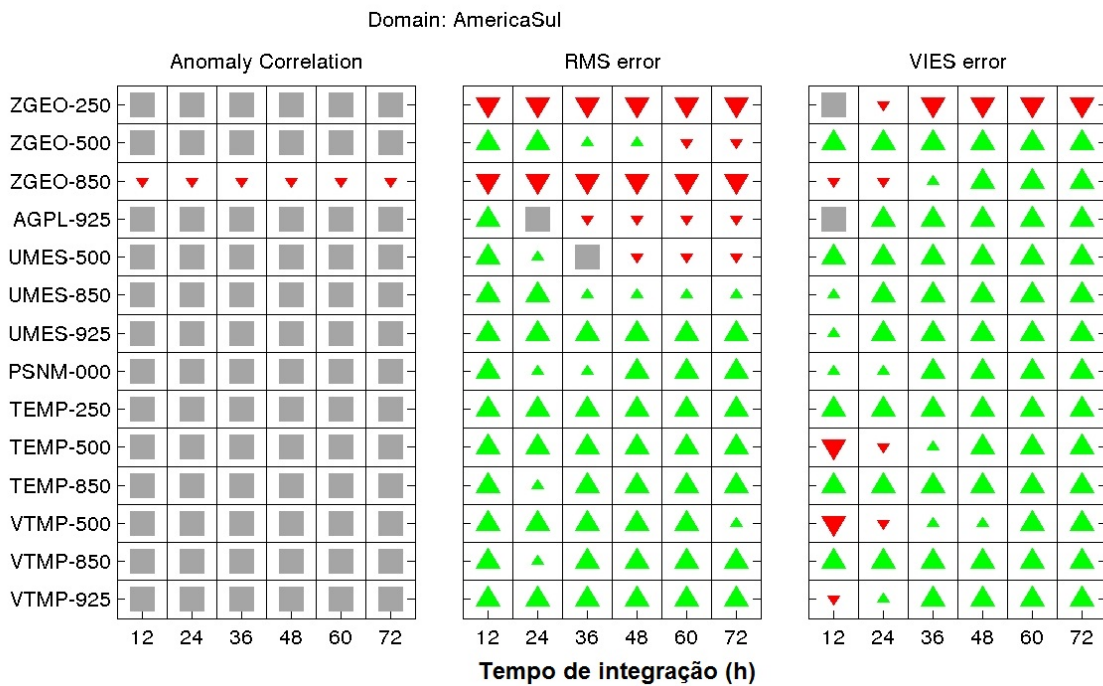 Domain: AmericaSul
Anomaly Correlation RMS error VIES error
ZGEO-250
ZGEO-500
ZGEO-850
AGPL-925
UMES-500
UMES-850
UMES-925
PSNM-000
TEMP-250
TEMP-500
TEMP-850
VTMP-500
VTMP-850
VTMP-925
12 24 36 48 60 72 12 24 36 48 60 72 12 24 36 48 60 72
Tempo de integração (h)